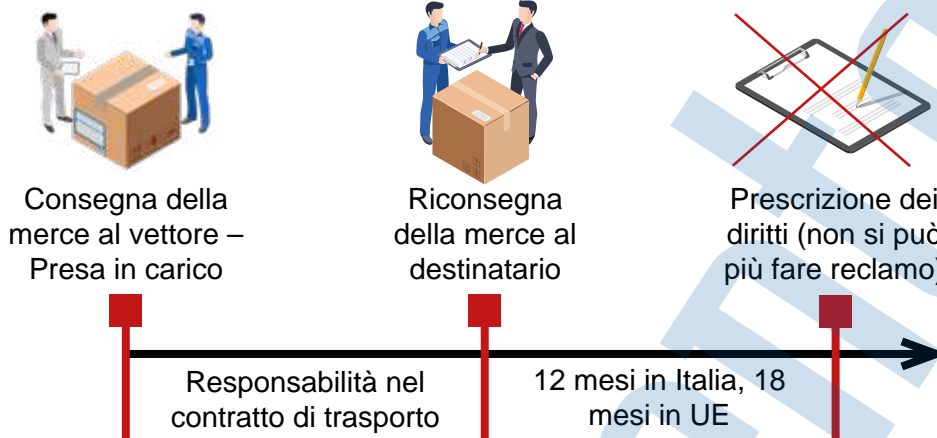 Consegna della
merce al vettore –
Presa in carico
Riconsegna
della merce al
destinatario
Prescrizione dei
diritti (non si può
più fare reclamo)
Responsabilità nel
contratto di trasporto
12 mesi in Italia, 18
mesi in UE